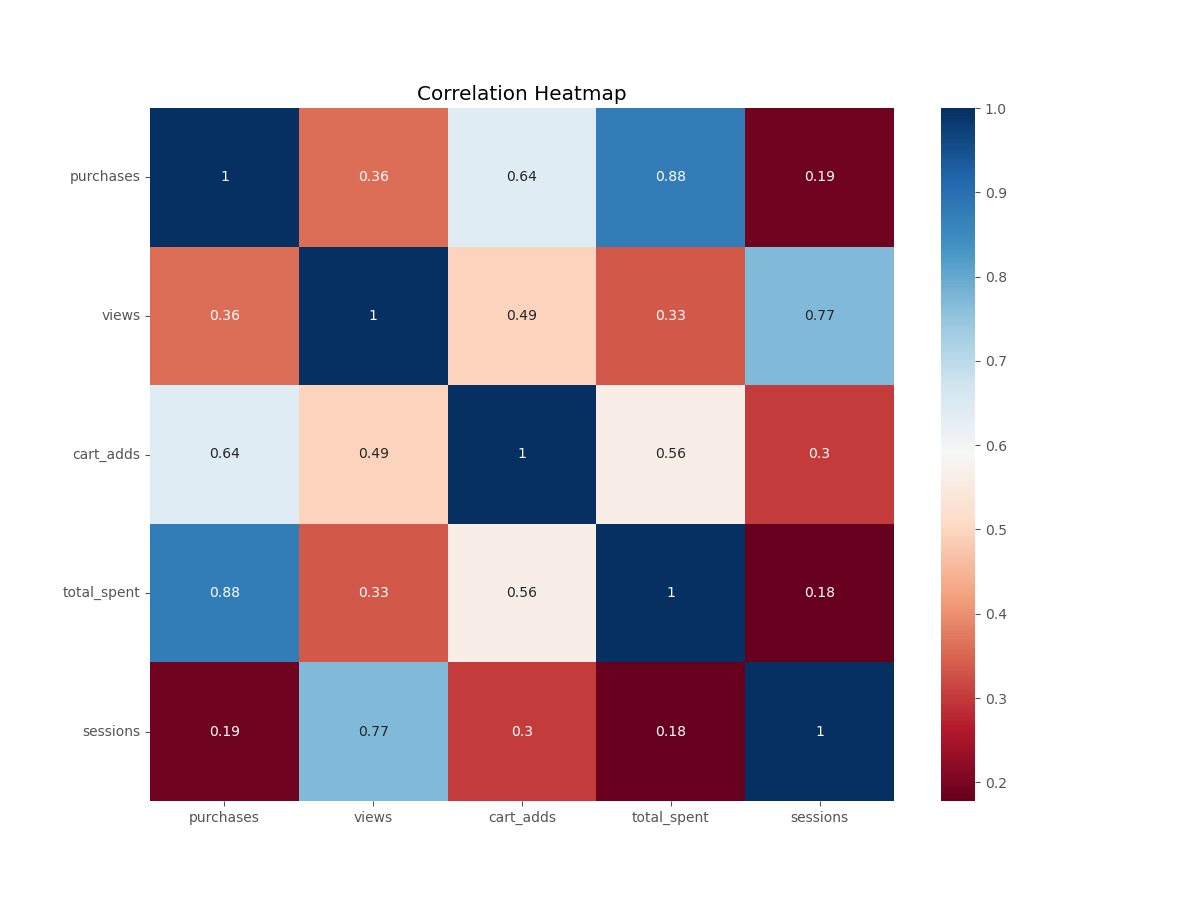 Correlation Heatmap
purchases 1 0.36 0.64 0.88 0.19
views 0.36 1 0.49 0.33 0.77
cart_adds 0.64 0.49 1 0.56 0.3
total_spent 0.88 0.33 0.56 1 0.18
sessions 0.19 0.77 0.3 0.18 1
purchases views cart_adds total_spent sessions
1.0
0.9
0.8
0.7
0.6
0.5
0.4
0.3
0.2